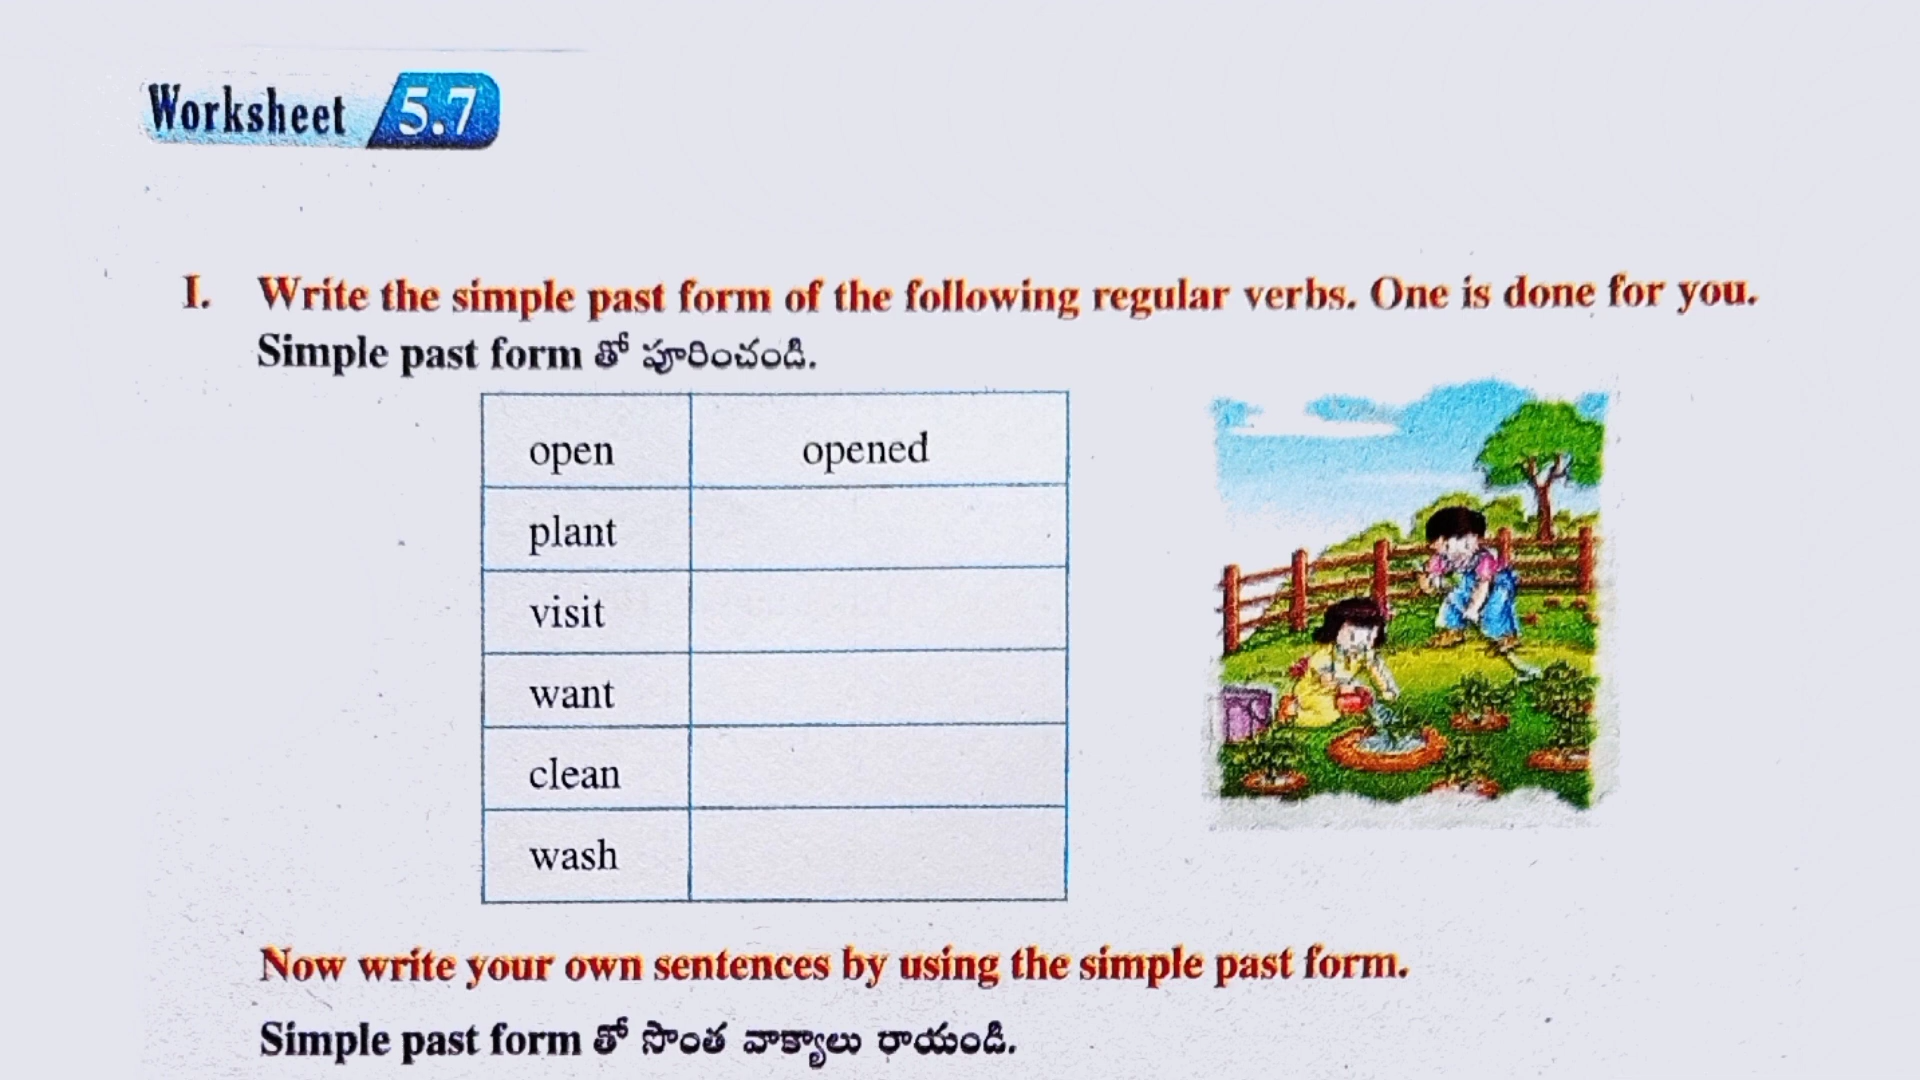 Worksheet 5.7
I. Write the simple past form of the following regular verbs. One is done for you.
Simple past form తో పూరించండి.
open opened
plant
visit
want
clean
wash
Now write your own sentences by using the simple past form.
Simple past form తో సొంత వాక్యాలు రాయండి.